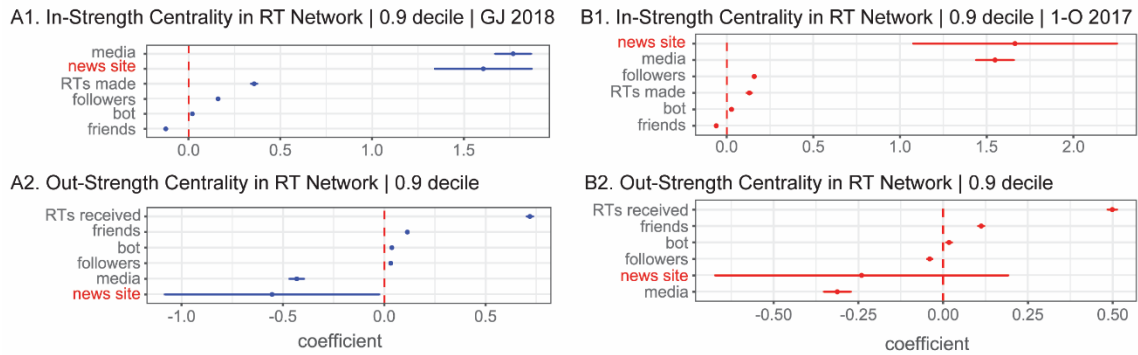 A1. In-Strength Centrality in RT Network | 0.9 decile | GJ 2018
media
news site
RTs made
followers
bot
friends
0.0 0.5 1.0 1.5
B1. In-Strength Centrality in RT Network | 0.9 decile | 1-O 2017
news site
media
followers
RTs made
bot
friends
0.0 0.5 1.0 1.5 2.0
A2. Out-Strength Centrality in RT Network | 0.9 decile
RTs received
friends
bot
followers
media
news site
-1.0 -0.5 0.0 0.5
coefficient
B2. Out-Strength Centrality in RT Network | 0.9 decile
RTs received
friends
bot
followers
news site
media
-0.50 -0.25 0.00 0.25 0.50
coefficient